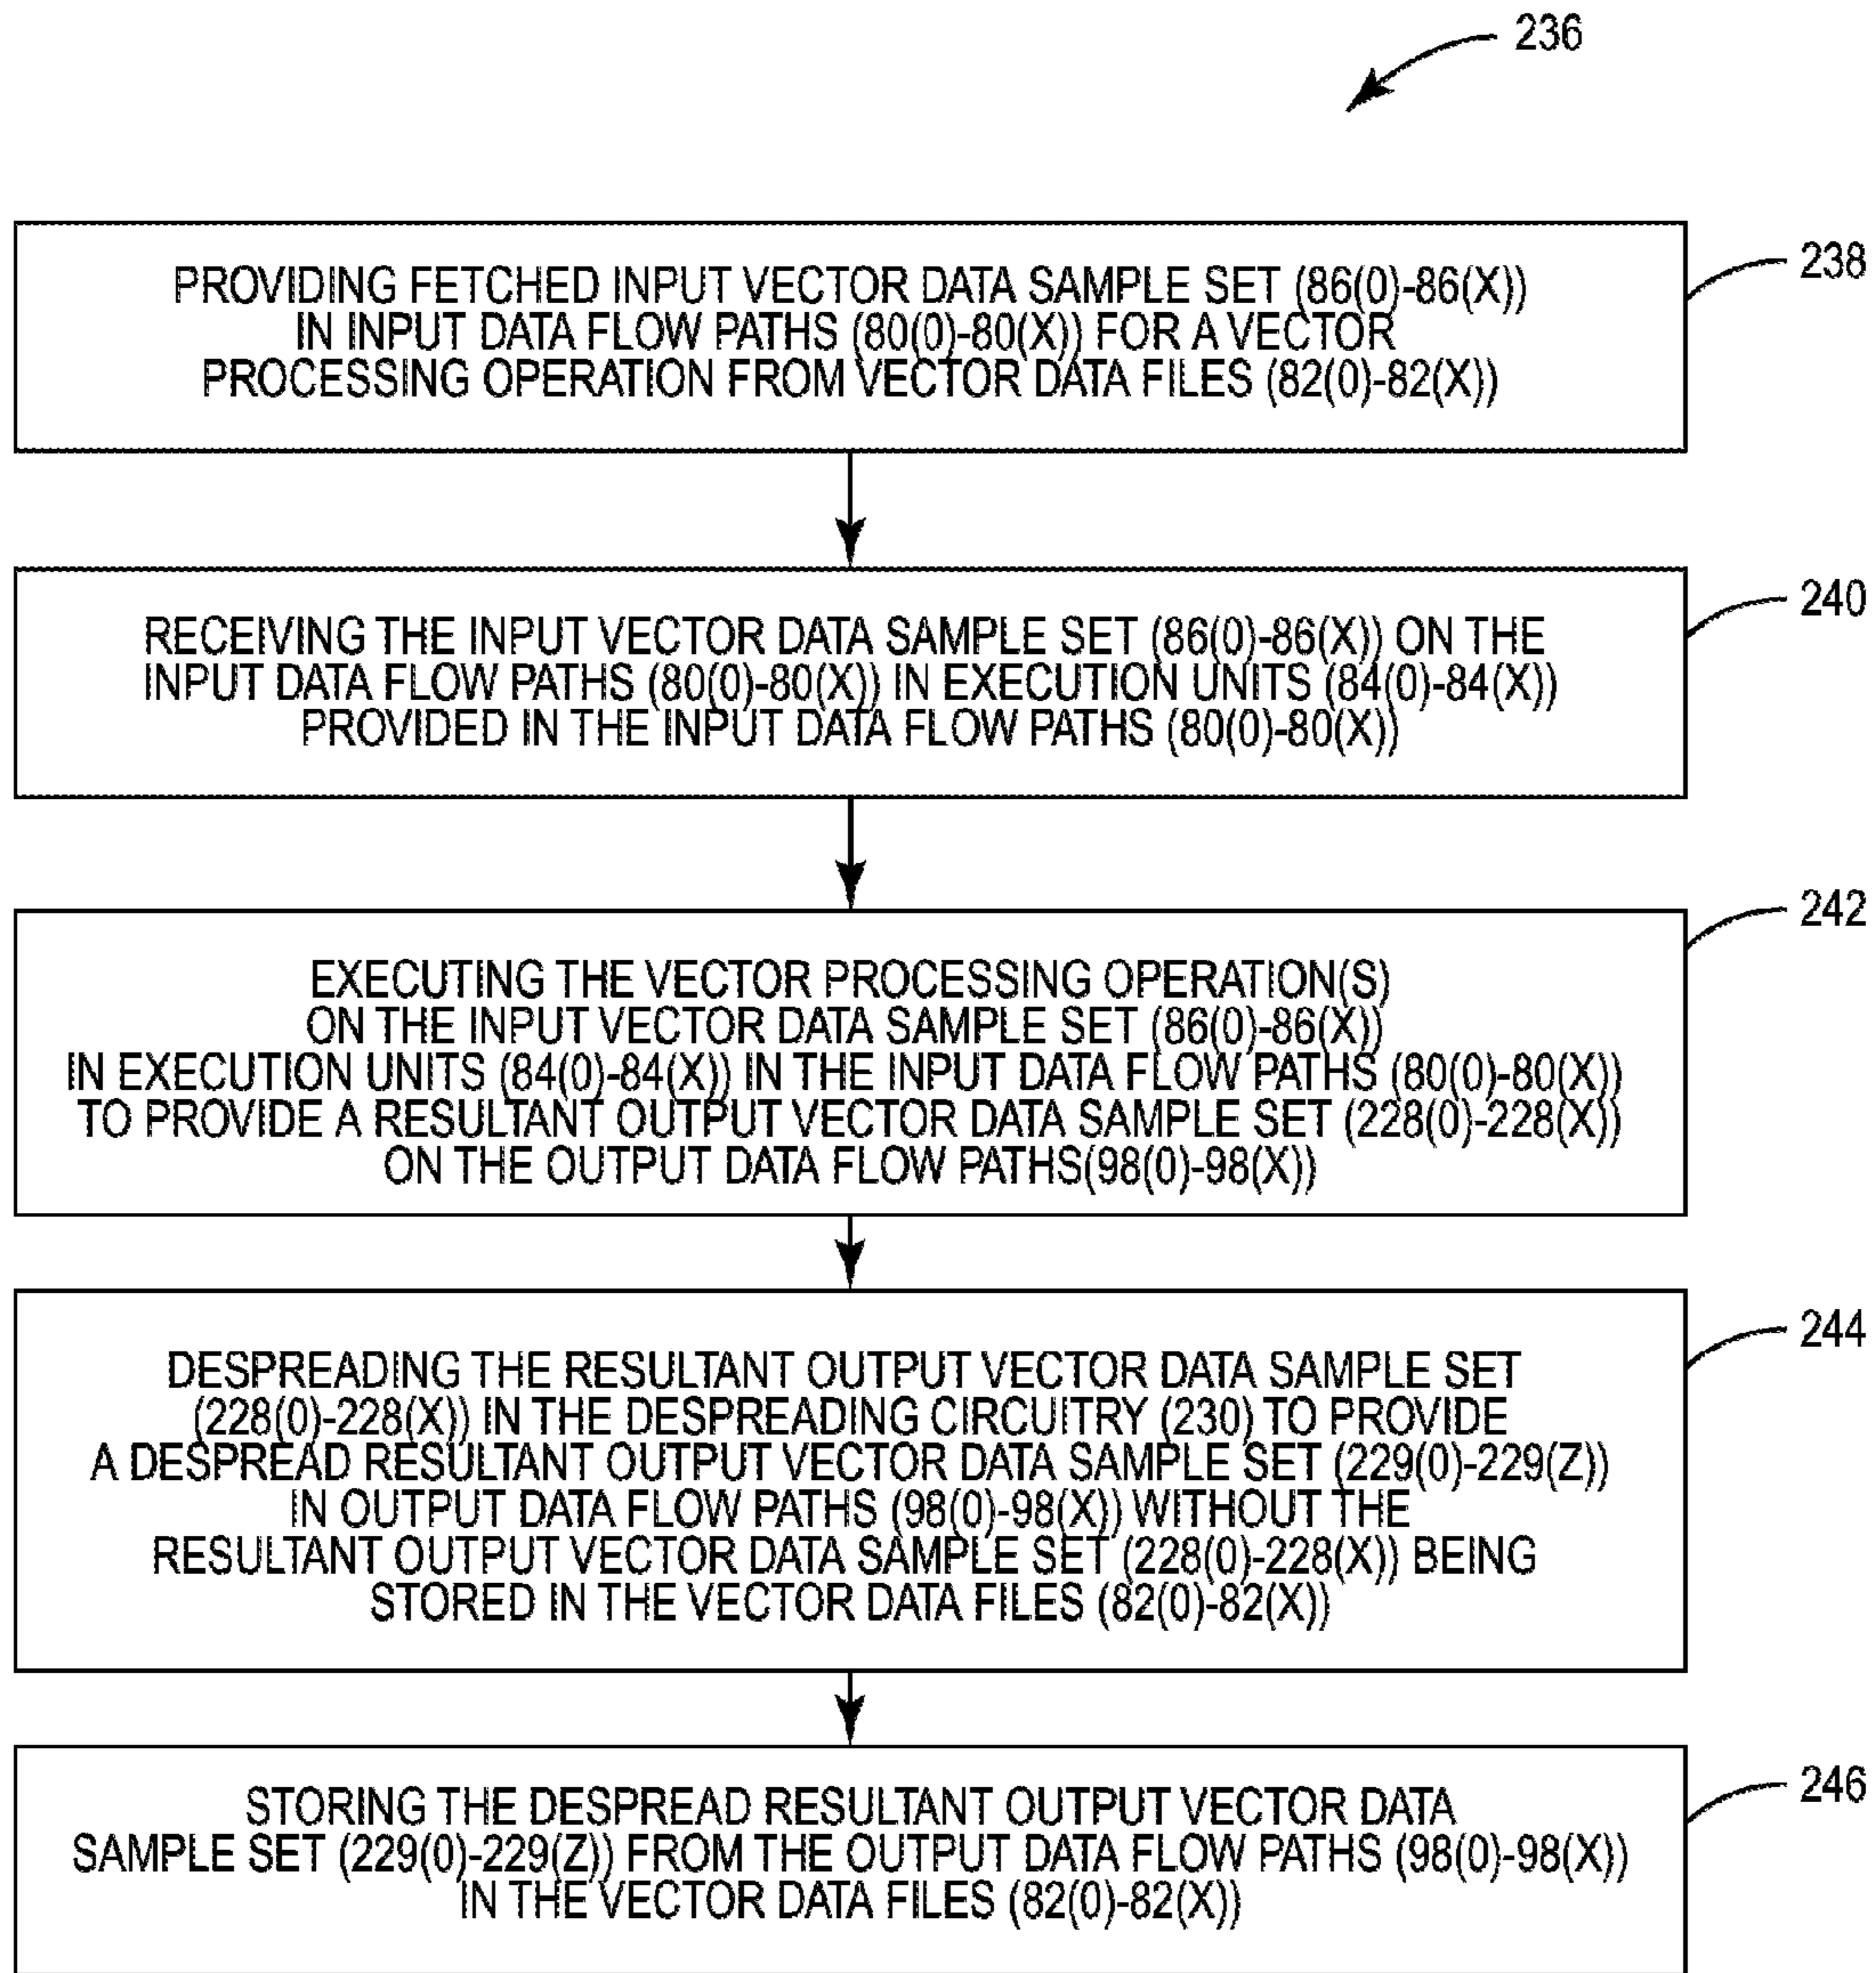 236
PROVIDING FETCHED INPUT VECTOR DATA SAMPLE SET (86(0)-86(X))
IN INPUT DATA FLOW PATHS (80(0)-80(X)) FOR A VECTOR
PROCESSING OPERATION FROM VECTOR DATA FILES (82(0)-82(X))
238
RECEIVING THE INPUT VECTOR DATA SAMPLE SET (86(0)-86(X)) ON THE
INPUT DATA FLOW PATHS (80(0)-80(X)) IN EXECUTION UNITS (84(0)-84(X))
PROVIDED IN THE INPUT DATA FLOW PATHS (80(0)-80(X))
240
EXECUTING THE VECTOR PROCESSING OPERATION(S)
ON THE INPUT VECTOR DATA SAMPLE SET (86(0)-86(X))
IN EXECUTION UNITS (84(0)-84(X)) IN THE INPUT DATA FLOW PATHS (80(0)-80(X))
TO PROVIDE A RESULTANT OUTPUT VECTOR DATA SAMPLE SET (228(0)-228(X))
ON THE OUTPUT DATA FLOW PATHS(98(0)-98(X))
242
DESPREADING THE RESULTANT OUTPUT VECTOR DATA SAMPLE SET
(228(0)-228(X)) IN THE DESPREADING CIRCUITRY (230) TO PROVIDE
A DESPREAD RESULTANT OUTPUT VECTOR DATA SAMPLE SET (229(0)-229(Z))
IN OUTPUT DATA FLOW PATHS (98(0)-98(X)) WITHOUT THE
RESULTANT OUTPUT VECTOR DATA SAMPLE SET (228(0)-228(X)) BEING
STORED IN THE VECTOR DATA FILES (82(0)-82(X))
244
STORING THE DESPREAD RESULTANT OUTPUT VECTOR DATA
SAMPLE SET (229(0)-229(Z)) FROM THE OUTPUT DATA FLOW PATHS (98(0)-98(X))
IN THE VECTOR DATA FILES (82(0)-82(X))
246